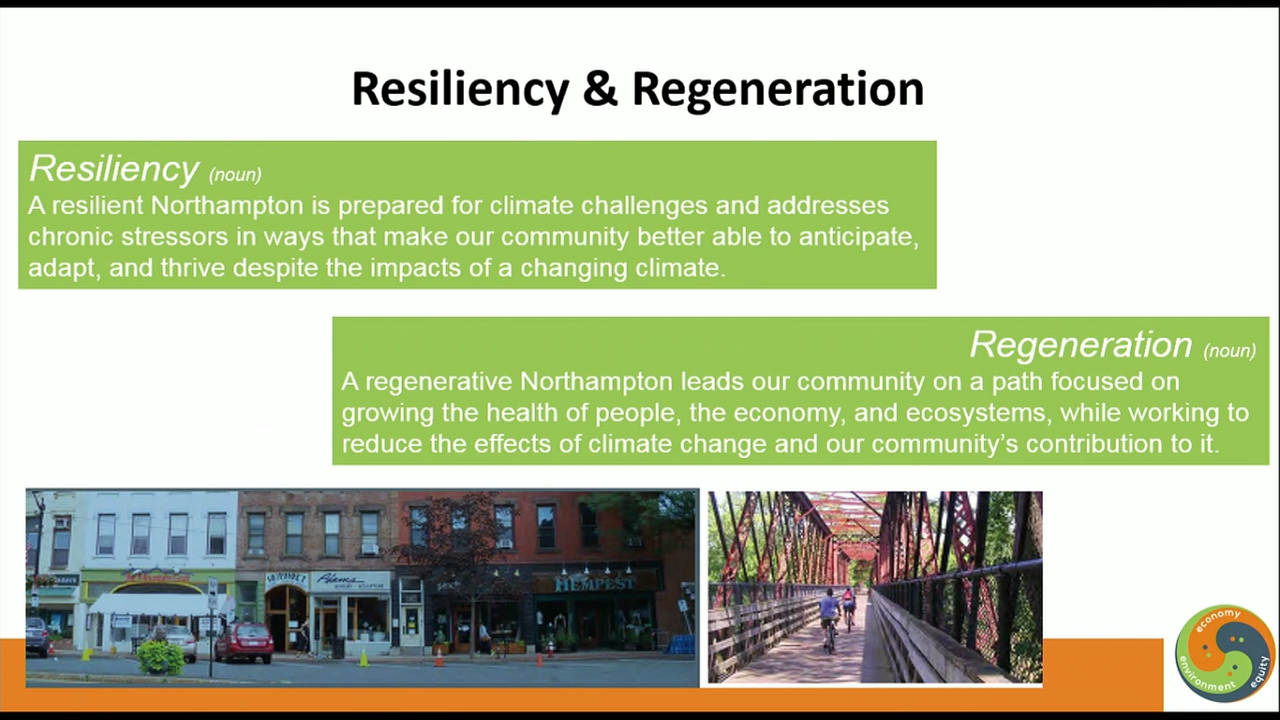 Resiliency & Regeneration
Resiliency (noun)
A resilient Northampton is prepared for climate challenges and addresses
chronic stressors in ways that make our community better able to anticipate,
adapt, and thrive despite the impacts of a changing climate.
Regeneration (noun)
A regenerative Northampton leads our community on a path focused on
growing the health of people, the economy, and ecosystems, while working to
reduce the effects of climate change and our community’s contribution to it.
HEMPEST
economy
environment
equity